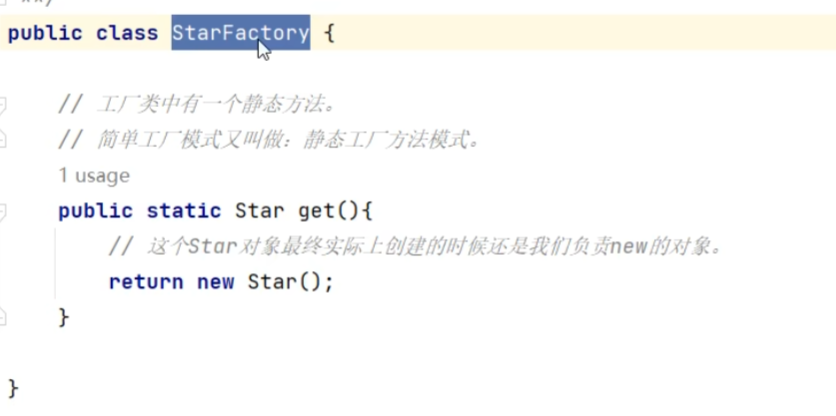 **/
public class StarFactory {
// 工厂类中有一个静态方法。
// 简单工厂模式又叫做：静态工厂方法模式。
1 usage
public static Star get(){
// 这个Star对象最终实际上创建的时候还是我们负责new的对象。
return new Star();
}
}